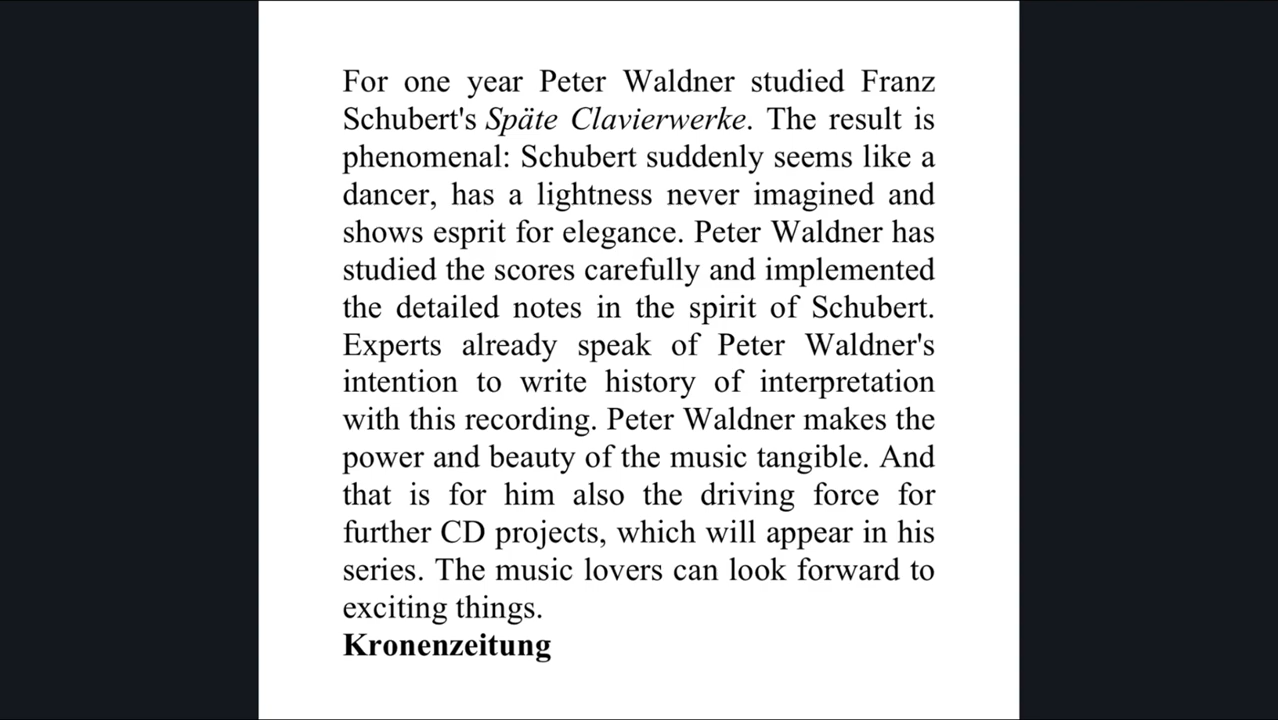 For one year Peter Waldner studied Franz
Schubert's Späte Clavierwerke. The result is
phenomenal: Schubert suddenly seems like a
dancer, has a lightness never imagined and
shows esprit for elegance. Peter Waldner has
studied the scores carefully and implemented
the detailed notes in the spirit of Schubert.
Experts already speak of Peter Waldner's
intention to write history of interpretation
with this recording. Peter Waldner makes the
power and beauty of the music tangible. And
that is for him also the driving force for
further CD projects, which will appear in his
series. The music lovers can look forward to
exciting things.
Kronenzeitung